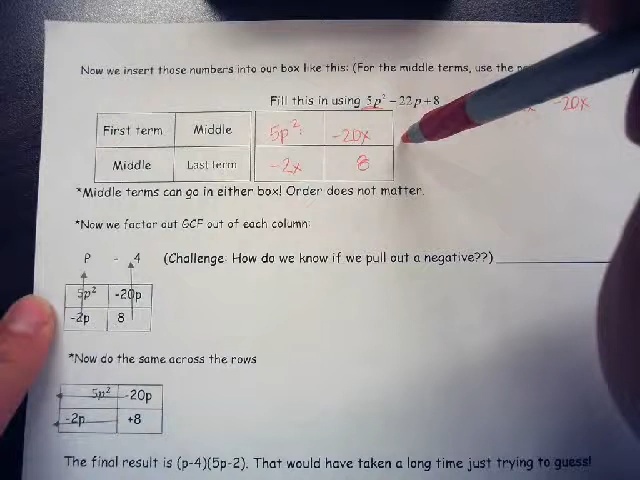 Now we insert those numbers into our box like this: (For the middle terms, use the
Fill this in using 5p² – 22p + 8
-20x
First term Middle 5p² -20x
Middle Last term -2x 8
*Middle terms can go in either box! Order does not matter.
*Now we factor out GCF out of each column:
P - 4 (Challenge: How do we know if we pull out a negative??)
5p² -20p
-2p 8
*Now do the same across the rows
5p² -20p
-2p +8
The final result is (p-4)(5p-2). That would have taken a long time just trying to guess!